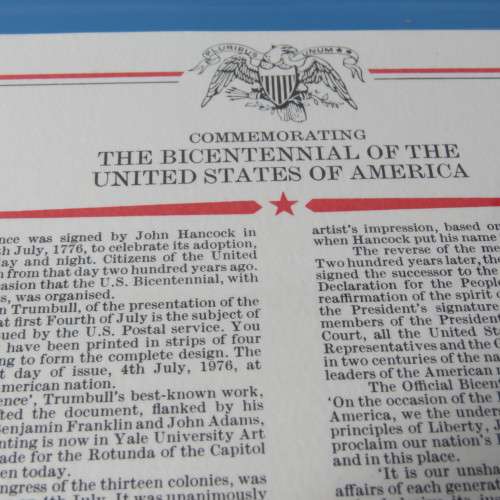 PLURIBUS UNUM
COMMEMORATING
THE BICENTENNIAL OF THE
UNITED STATES OF AMERICA
was signed by John Hancock in
July, 1776, to celebrate its adoption,
and night. Citizens of the United
from that day two hundred years ago.
that the U.S. Bicentennial, with
was organised.
Trumbull, of the presentation of the
first Fourth of July is the subject of
by the U.S. Postal service. You
have been printed in strips of four
to form the complete design. The
day of issue, 4th July, 1976, at
American nation.
Trumbull's best-known work,
the document, flanked by his
Benjamin Franklin and John Adams,
is now in Yale University Art
for the Rotunda of the Capitol
today.
of the thirteen colonies, was
4th July. It was unanimously
artist's impression, based on
when Hancock put his name
The reverse of the
Two hundred years later, the
signed the successor to the
Declaration for the People
reaffirmation of the spirit
the President's signature
members of the President
Court, all the United
Representatives and the
in two centuries of the
leaders of the American
The Official
'On the occasion of the
America, we the
principles of Liberty,
proclaim our nation's
and in this place.
'It is our
affairs of each